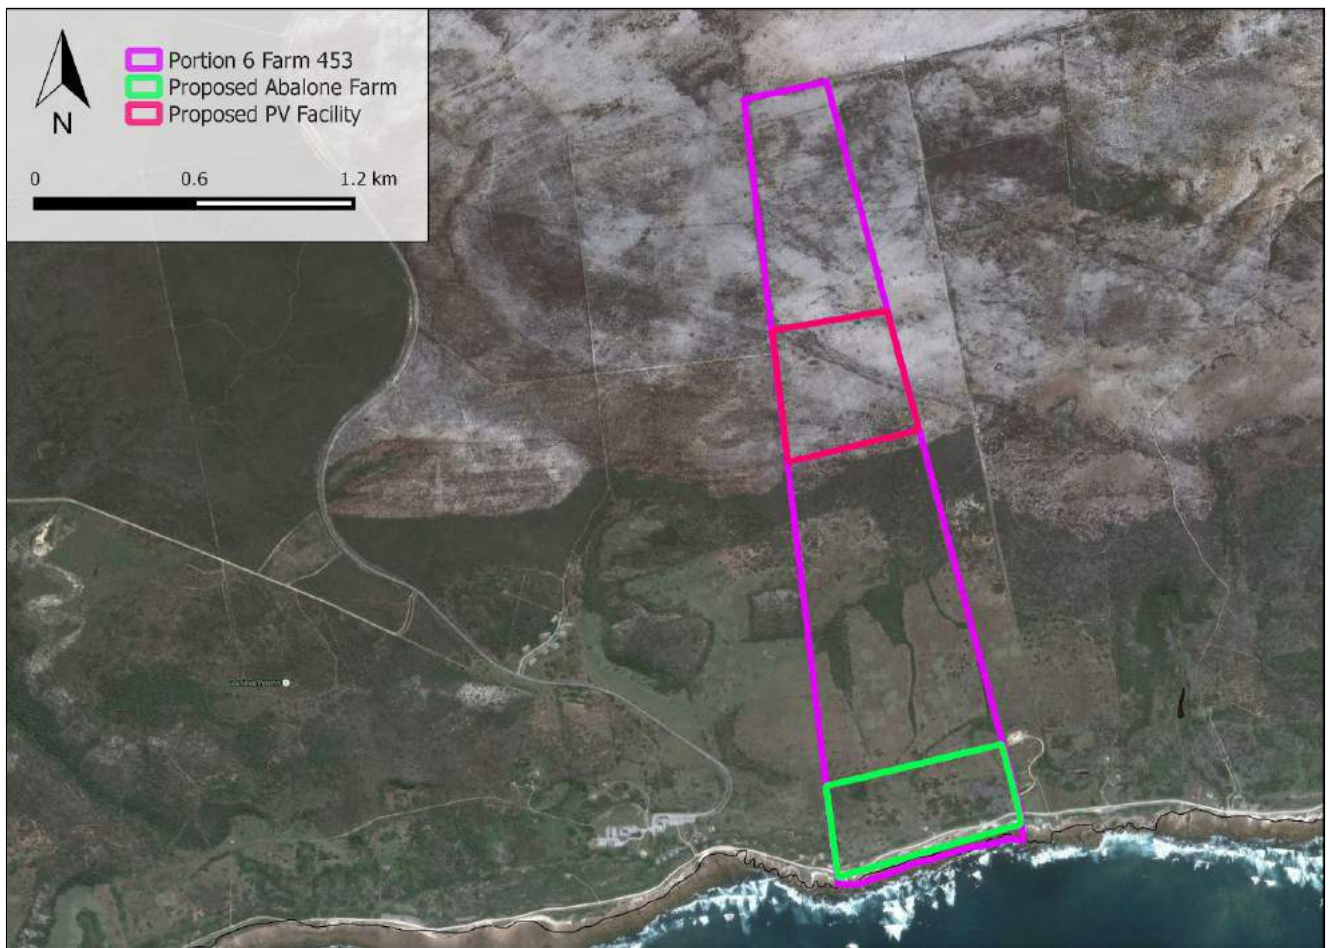 Portion 6 Farm 453
Proposed Abalone Farm
Proposed PV Facility
N
0 0.6 1.2 km